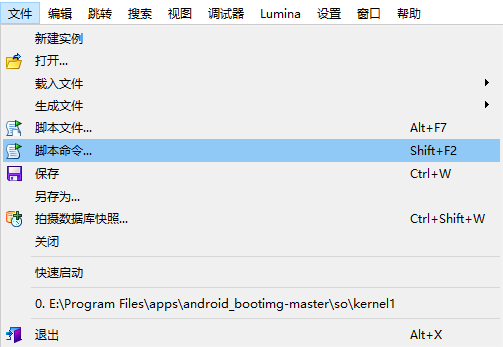 文件 编辑 跳转 搜索 视图 调试器 Lumina 设置 窗口 帮助
新建实例
打开...
载入文件
生成文件
脚本文件... Alt+F7
脚本命令... Shift+F2
保存 Ctrl+W
另存为...
拍摄数据库快照... Ctrl+Shift+W
关闭
快速启动
0. E:\Program Files\apps\android_bootimg-master\so\kernel1
退出 Alt+X